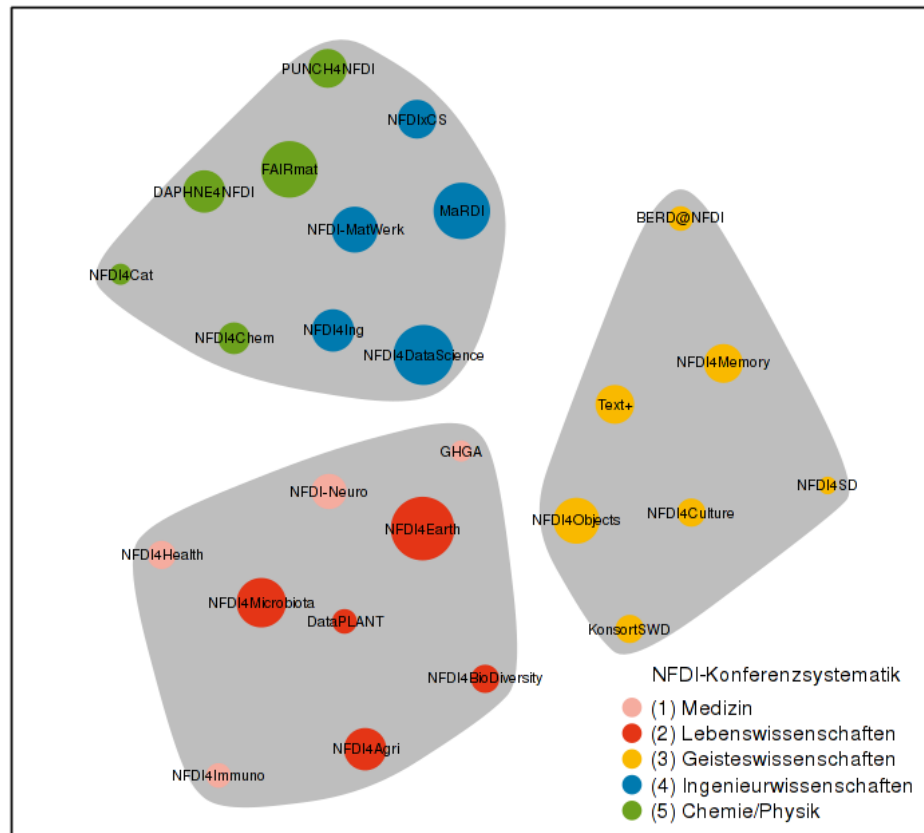 PUNCH4NFDI
NFDIxCS
FAIRmat
DAPHNE4NFDI
MaRDI
NFDI-MatWerk
NFDI4Cat
NFDI4Ing
NFDI4Chem
NFDI4DataScience
BERD@NFDI
NFDI4Memory
Text+
NFDI4SD
NFDI4Culture
NFDI4Objects
KonsortSWD
GHGA
NFDI-Neuro
NFDI4Earth
NFDI4Health
NFDI4Microbiota
DataPLANT
NFDI4BioDiversity
NFDI4Agri
NFDI4Immuno
NFDI-Konferenzsystematik
(1) Medizin
(2) Lebenswissenschaften
(3) Geisteswissenschaften
(4) Ingenieurwissenschaften
(5) Chemie/Physik